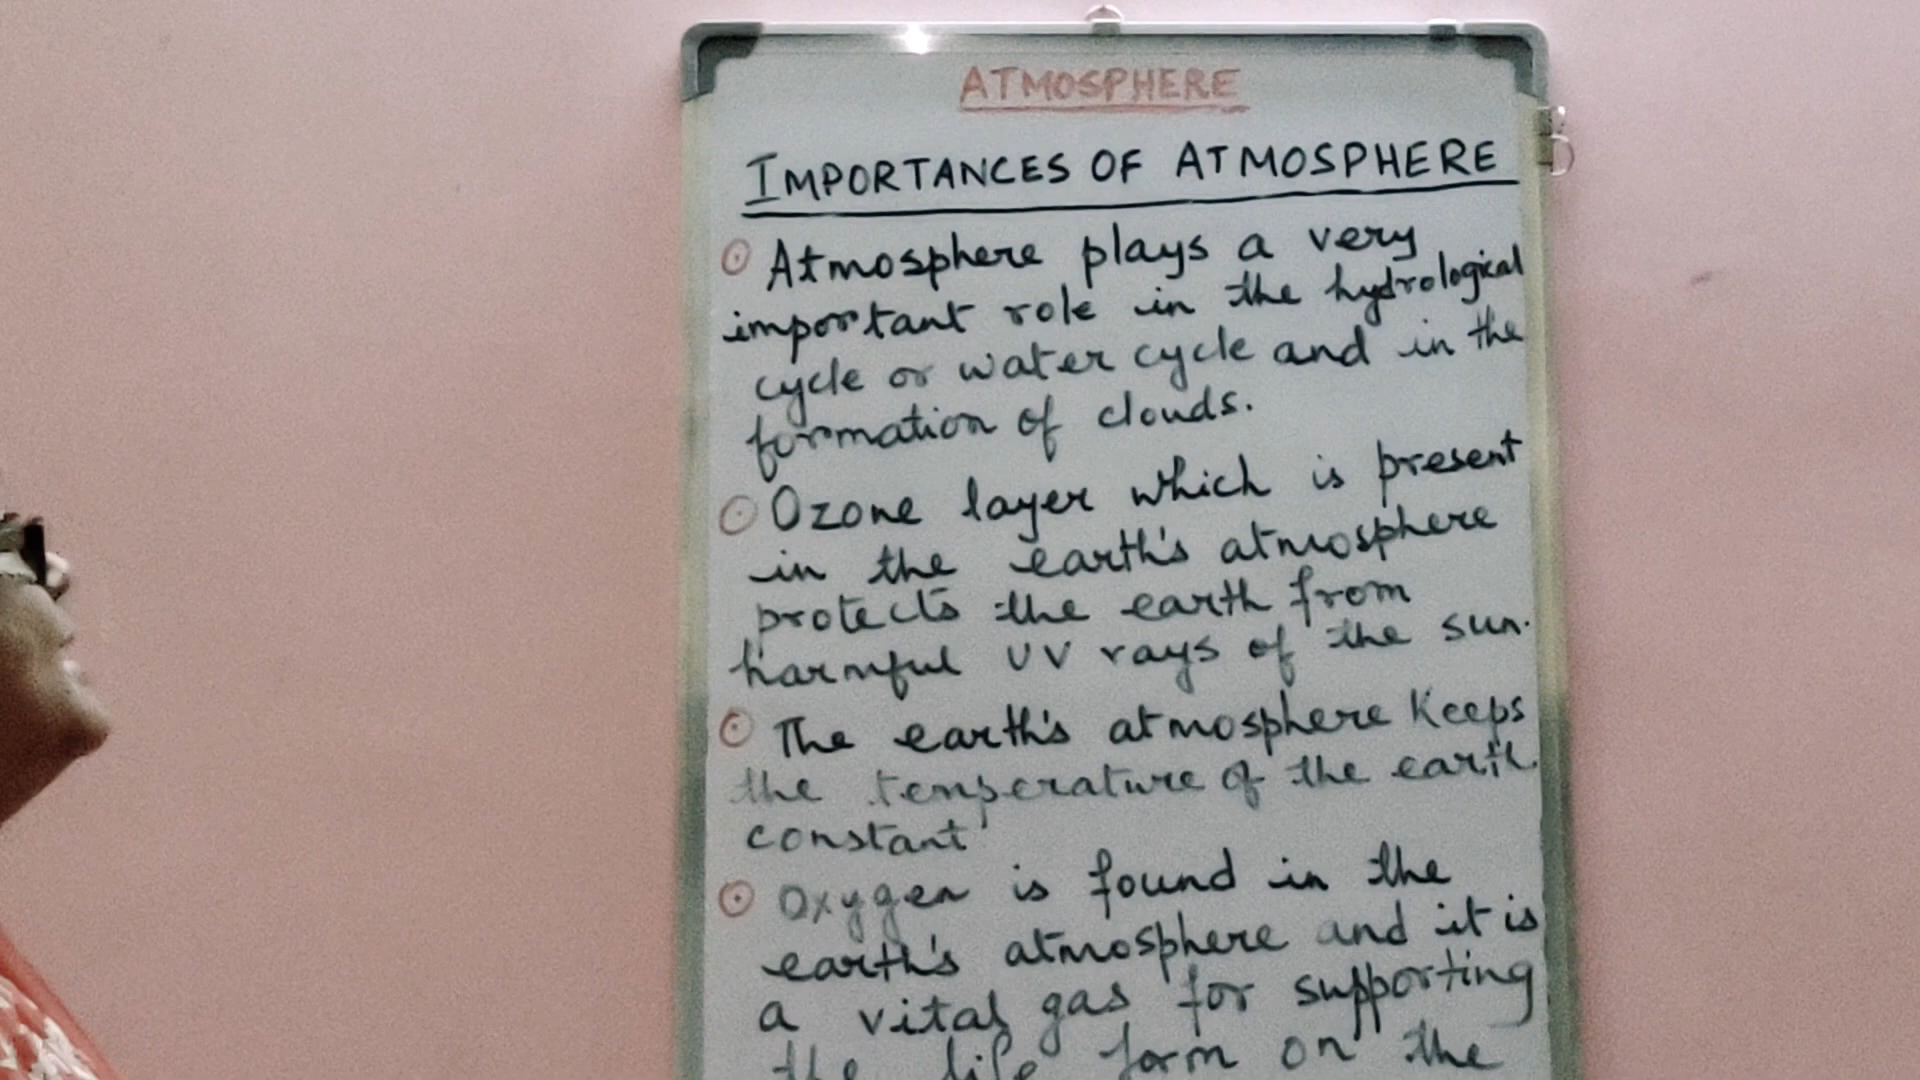 ATMOSPHERE
IMPORTANCES OF ATMOSPHERE
Atmosphere plays a very
important role in the hydrological
cycle or water cycle and in the
formation of clouds.
Ozone layer which is present
in the earth's atmosphere
protects the earth from
harmful UV rays of the sun.
The earth's atmosphere keeps
the temperature of the earth
constant
Oxygen is found in the
earth's atmosphere and it is
a vital gas for supporting
the life form on the